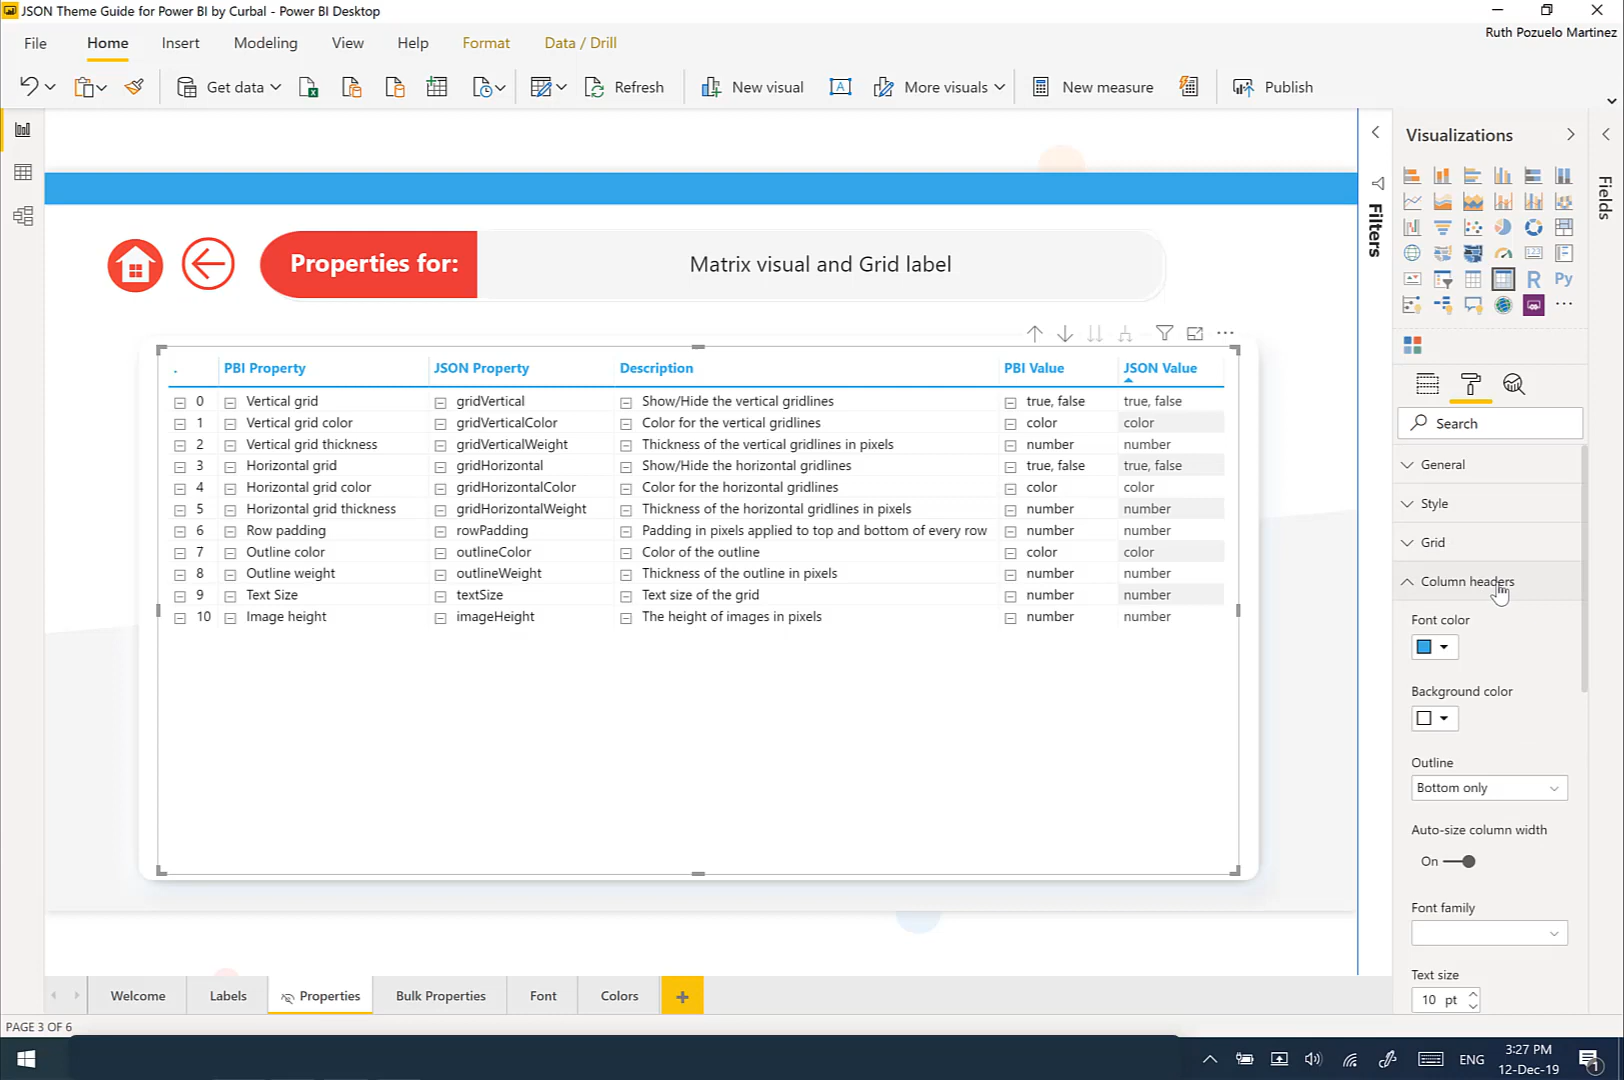 JSON Theme Guide for Power BI by Curbal - Power BI Desktop
Ruth Pozuelo Martinez
File Home Insert Modeling View Help Format Data / Drill
Get data Refresh New visual More visuals New measure Publish
Visualizations
Fields
Filters
Properties for: Matrix visual and Grid label
. PBI Property JSON Property Description PBI Value JSON Value
0 Vertical grid gridVertical Show/Hide the vertical gridlines true, false true, false
1 Vertical grid color gridVerticalColor Color for the vertical gridlines color color
2 Vertical grid thickness gridVerticalWeight Thickness of the vertical gridlines in pixels number number
3 Horizontal grid gridHorizontal Show/Hide the horizontal gridlines true, false true, false
4 Horizontal grid color gridHorizontalColor Color for the horizontal gridlines color color
5 Horizontal grid thickness gridHorizontalWeight Thickness of the horizontal gridlines in pixels number number
6 Row padding rowPadding Padding in pixels applied to top and bottom of every row number number
7 Outline color outlineColor Color of the outline color color
8 Outline weight outlineWeight Thickness of the outline in pixels number number
9 Text Size textSize Text size of the grid number number
10 Image height imageHeight The height of images in pixels number number
R Py
Search
General
Style
Grid
Column headers
Font color
Background color
Outline
Bottom only
Auto-size column width
On
Font family
Text size
10 pt
Welcome Labels Properties Bulk Properties Font Colors +
PAGE 3 OF 6
ENG
3:27 PM
12-Dec-19
1